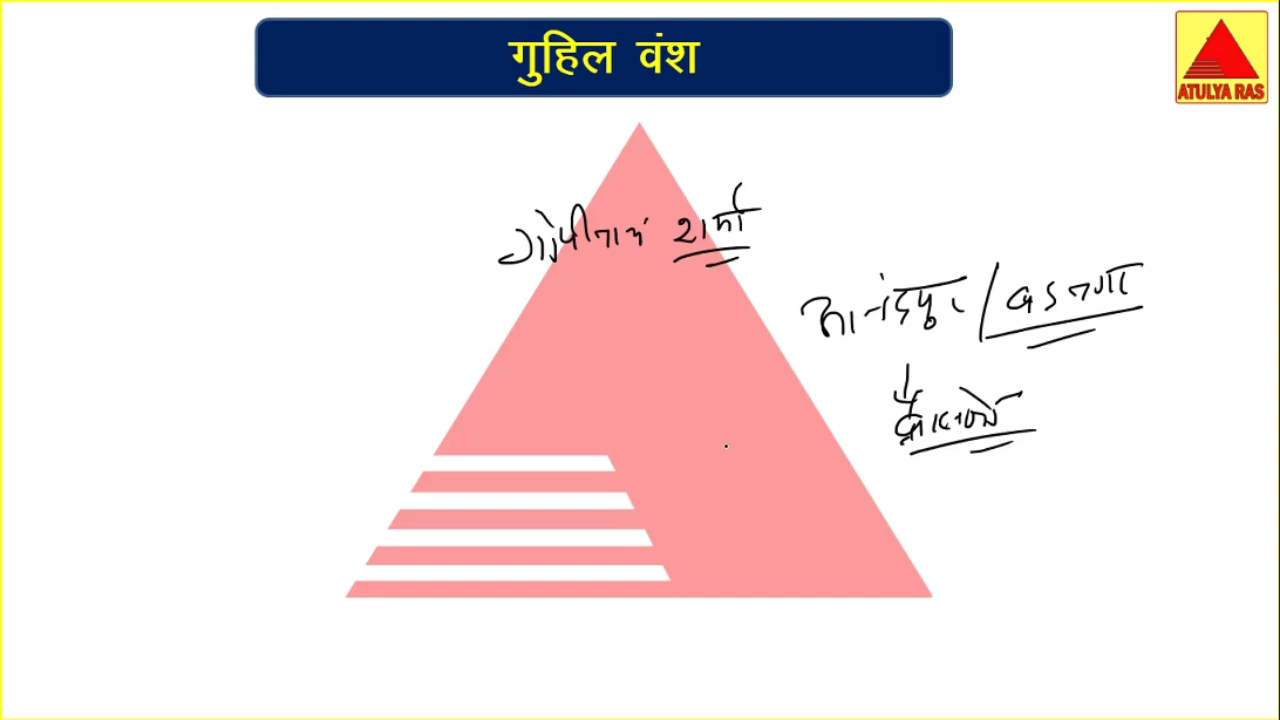 गुहिल वंश
ATULYA RAS
गोपीनाथ शर्मा
आनंदपुर / वडनगर